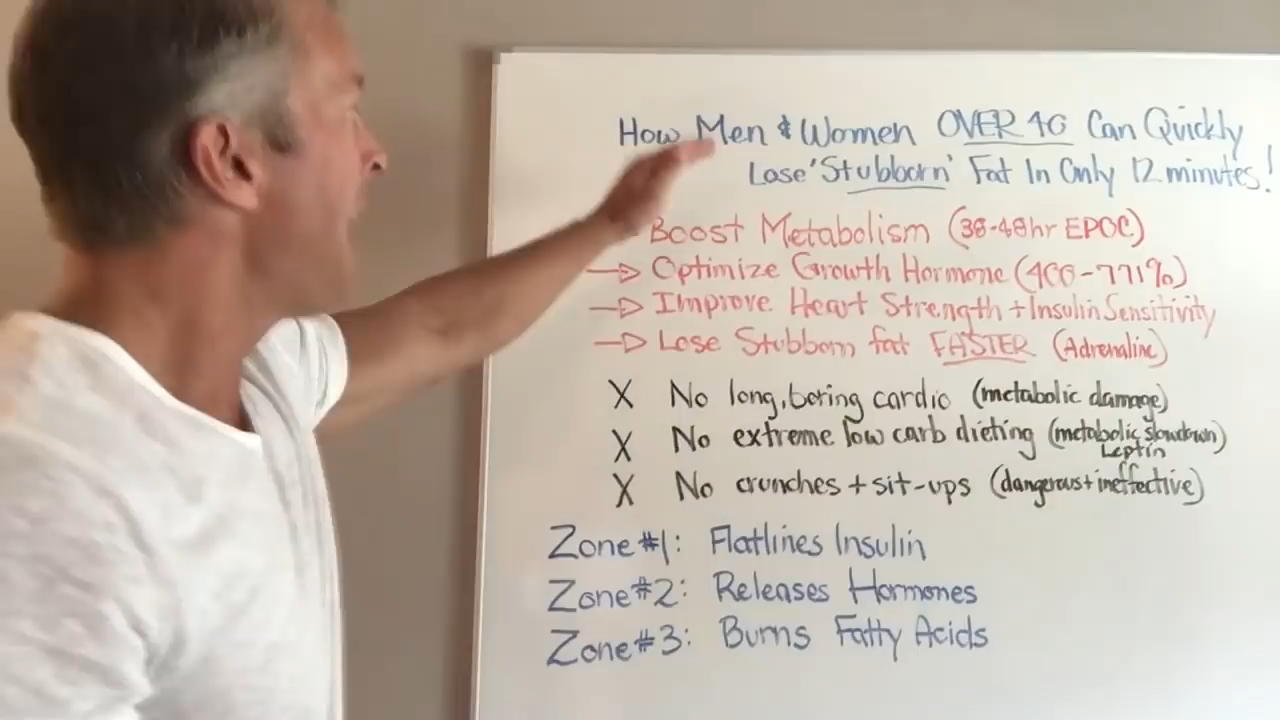 How Men & Women OVER 40 Can Quickly
Lose 'Stubborn' Fat In Only 12 minutes!
Boost Metabolism (38-48hr EPOC)
→ Optimize Growth Hormone (400-771%)
→ Improve Heart Strength + Insulin Sensitivity
→ Lose Stubborn fat FASTER (Adrenaline)
X No long, boring cardio (metabolic damage)
X No extreme low carb dieting (metabolic slowdown)
Leptin
X No crunches + sit-ups (dangerous + ineffective)
Zone #1: Flatlines Insulin
Zone #2: Releases Hormones
Zone #3: Burns Fatty Acids